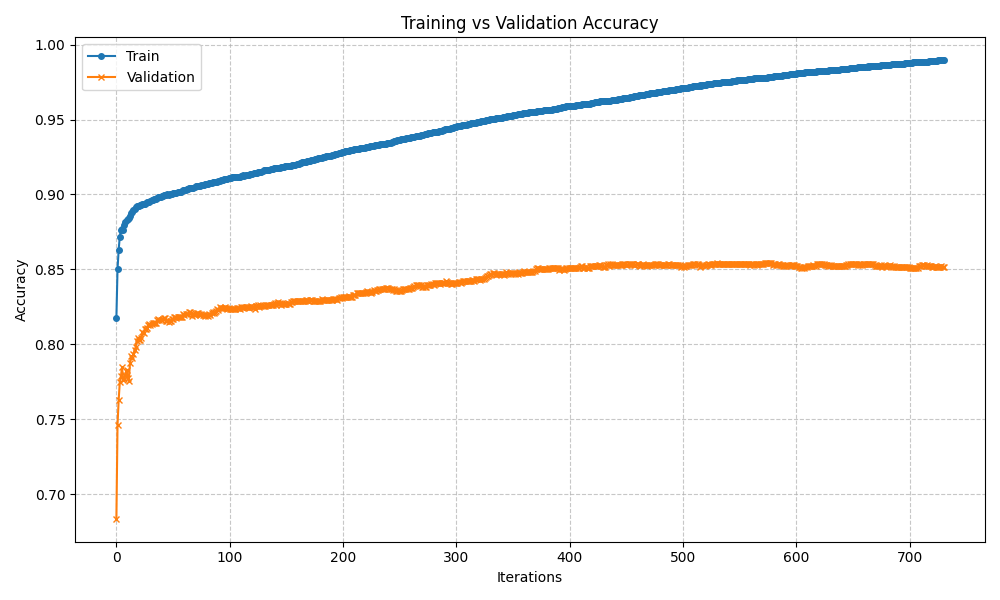 Training vs Validation Accuracy
Train
Validation
1.00
0.95
0.90
0.85
0.80
0.75
0.70
Accuracy
0 100 200 300 400 500 600 700
Iterations